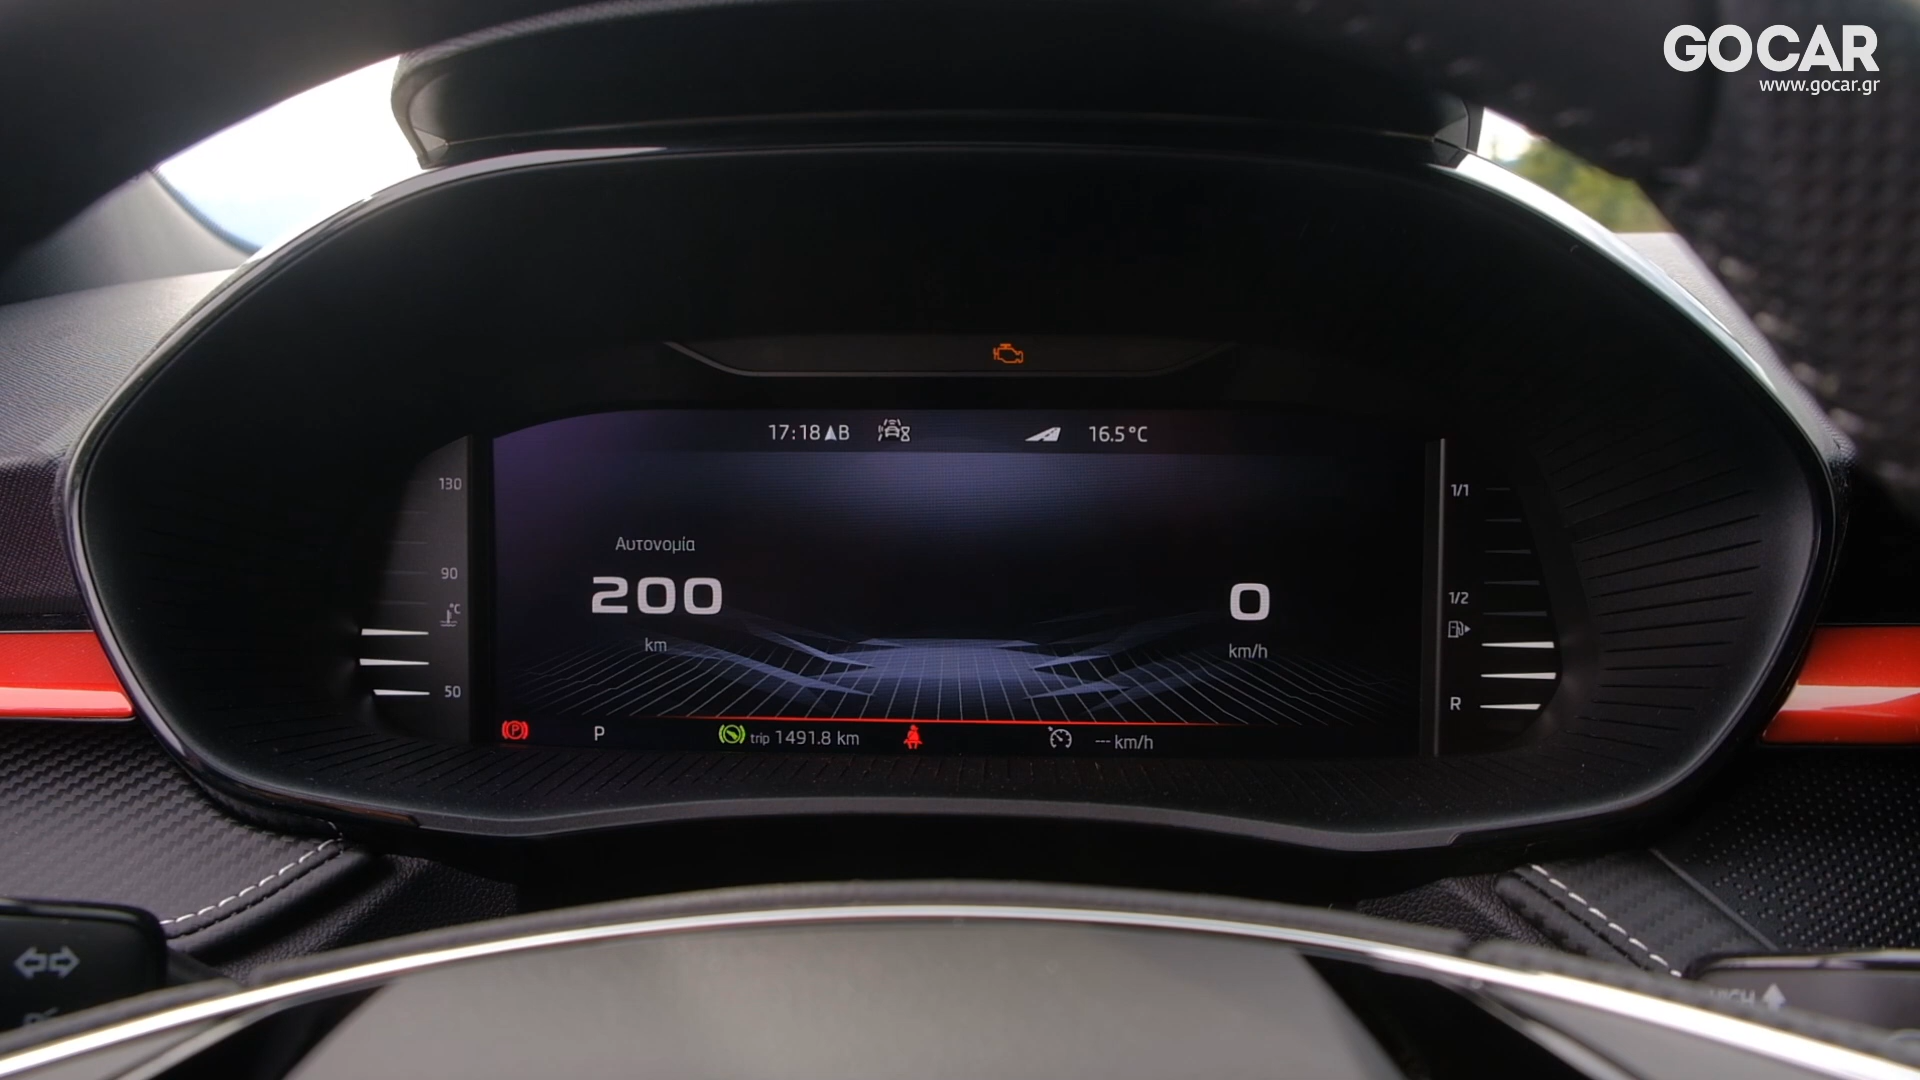 GOCAR
www.gocar.gr
17:18 B
16.5°C
130
90
°C
50
Αυτονομία
200
km
0
km/h
1/1
1/2
R
P
P
trip 1491.8 km
--- km/h
HIGH